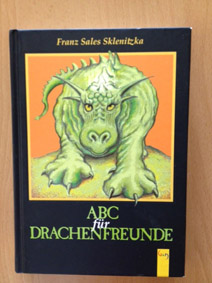 Franz Sales Sklenitzka
ABC
für
DRACHENFREUNDE